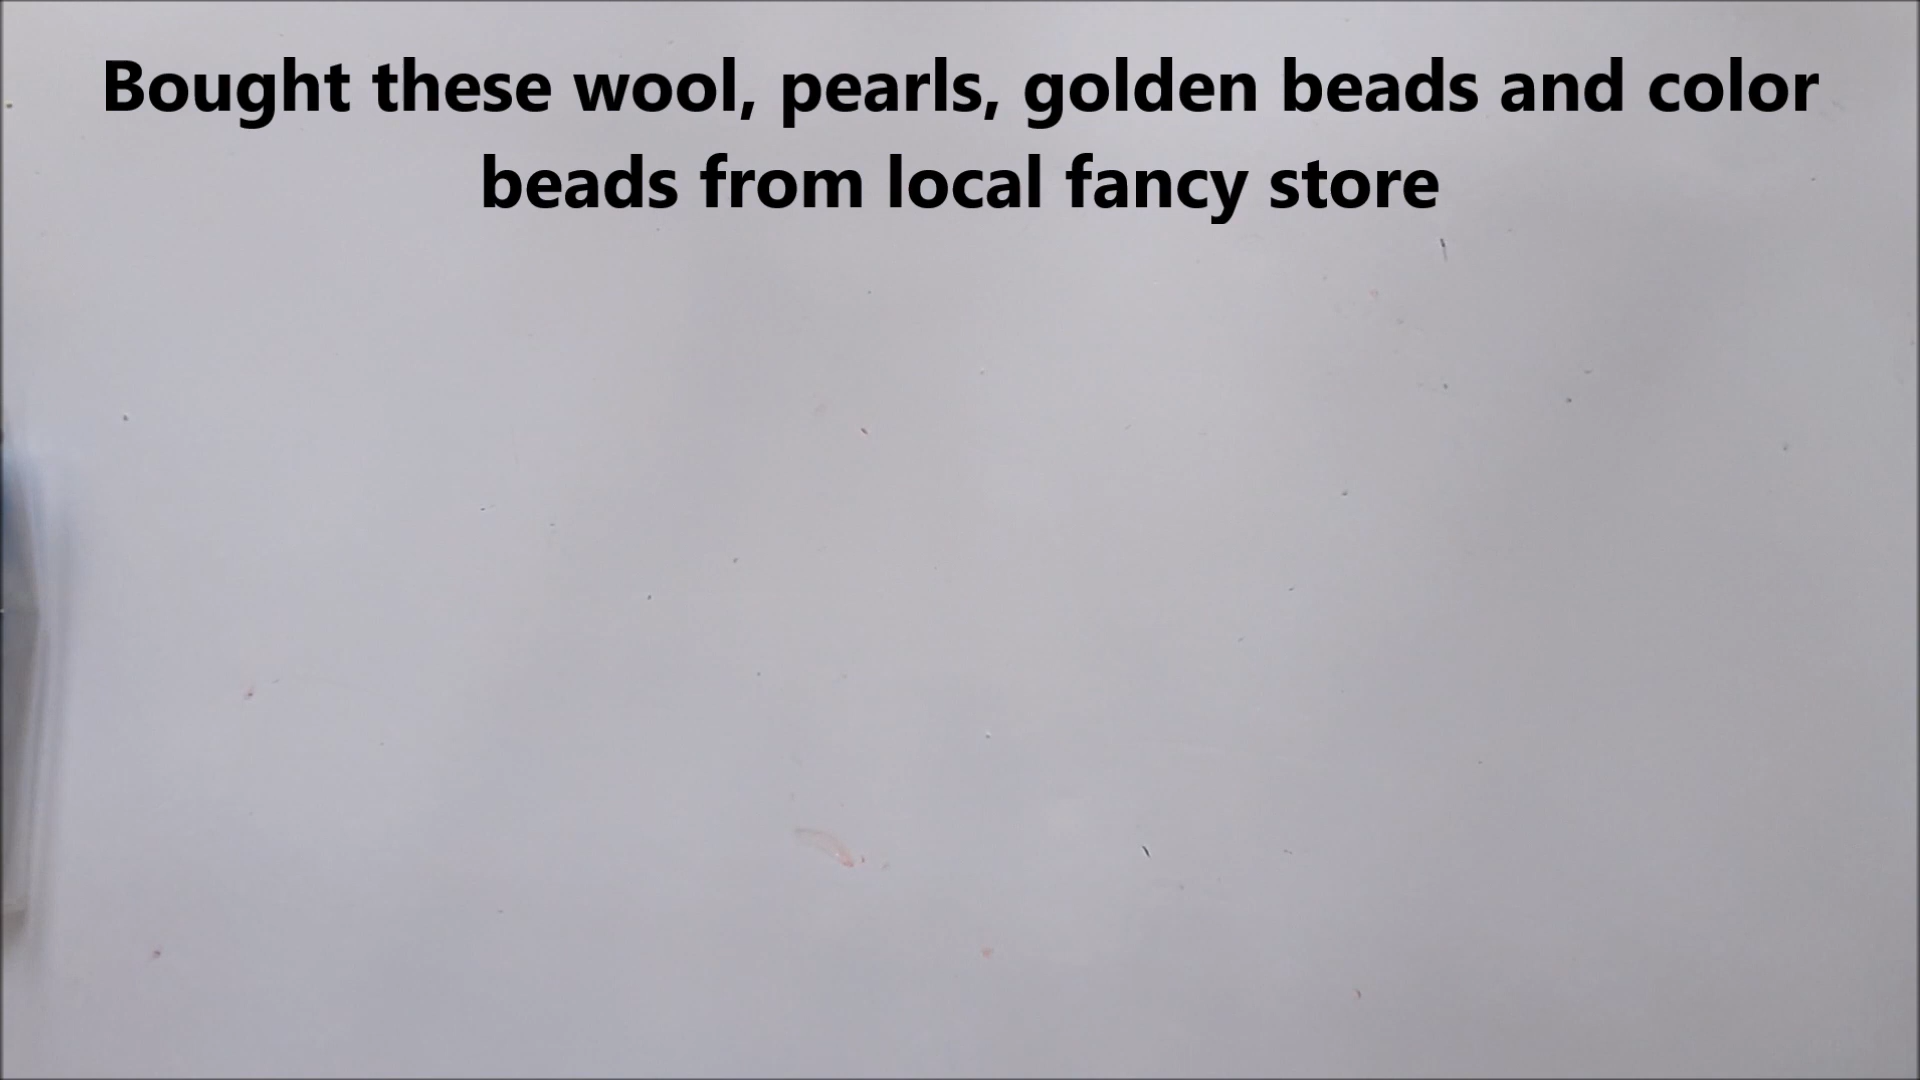 Bought these wool, pearls, golden beads and color
beads from local fancy store